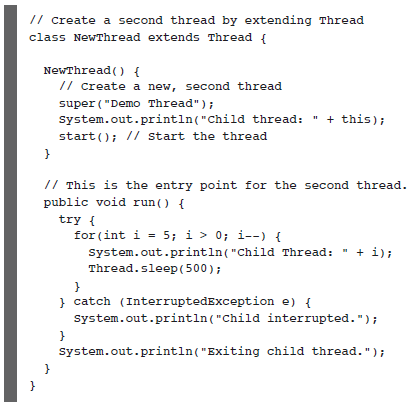 // Create a second thread by extending Thread
class NewThread extends Thread {

  NewThread() {
    // Create a new, second thread
    super("Demo Thread");
    System.out.println("Child thread: " + this);
    start(); // Start the thread
  }

  // This is the entry point for the second thread.
  public void run() {
    try {
      for(int i = 5; i > 0; i--) {
        System.out.println("Child Thread: " + i);
        Thread.sleep(500);
      }
    } catch (InterruptedException e) {
      System.out.println("Child interrupted.");
    }
    System.out.println("Exiting child thread.");
  }
}